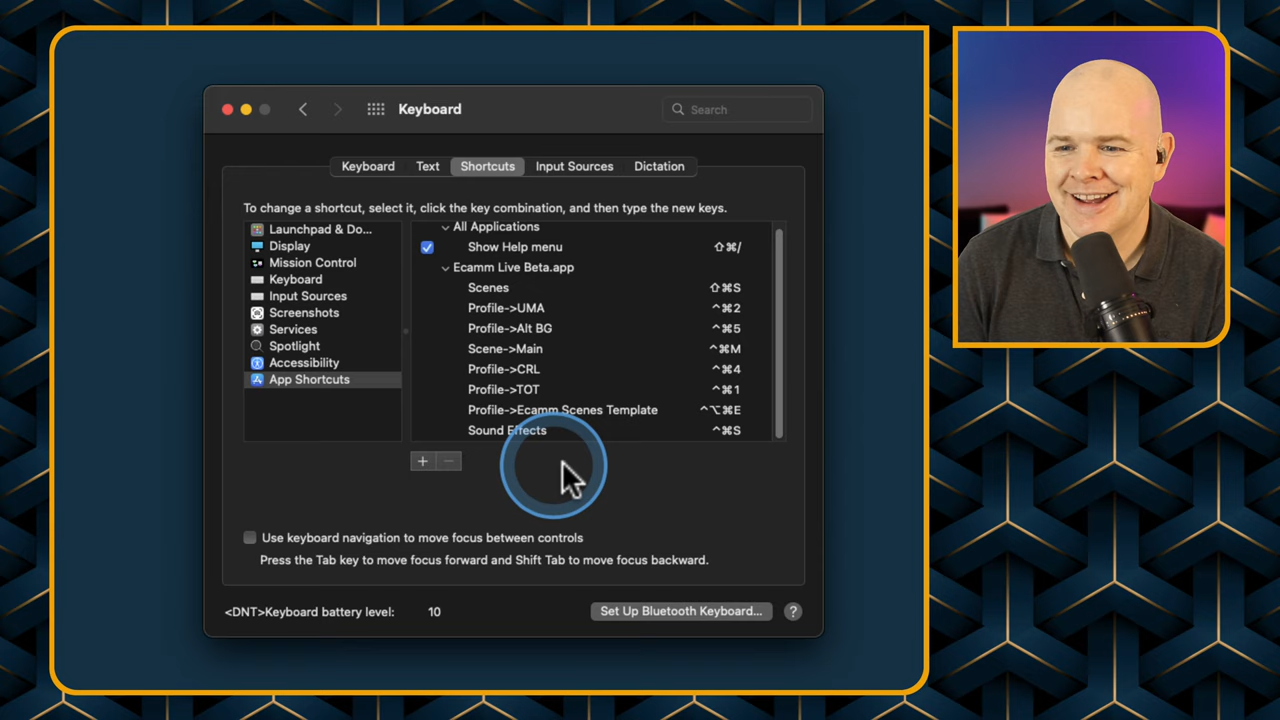 Keyboard
Search
Keyboard Text Shortcuts Input Sources Dictation
To change a shortcut, select it, click the key combination, and then type the new keys.
Launchpad & Do...
Display
Mission Control
Keyboard
Input Sources
Screenshots
Services
Spotlight
Accessibility
App Shortcuts
All Applications
Show Help menu ⇧⌘/
Ecamm Live Beta.app
Scenes ⇧⌘S
Profile->UMA ^⌘2
Profile->Alt BG ^⌘5
Scene->Main ^⌘M
Profile->CRL ^⌘4
Profile->TOT ^⌘1
Profile->Ecamm Scenes Template ^⌥⌘E
Sound Effects ^⌘S
+ −
Use keyboard navigation to move focus between controls
Press the Tab key to move focus forward and Shift Tab to move focus backward.
<DNT>Keyboard battery level: 10
Set Up Bluetooth Keyboard...
?